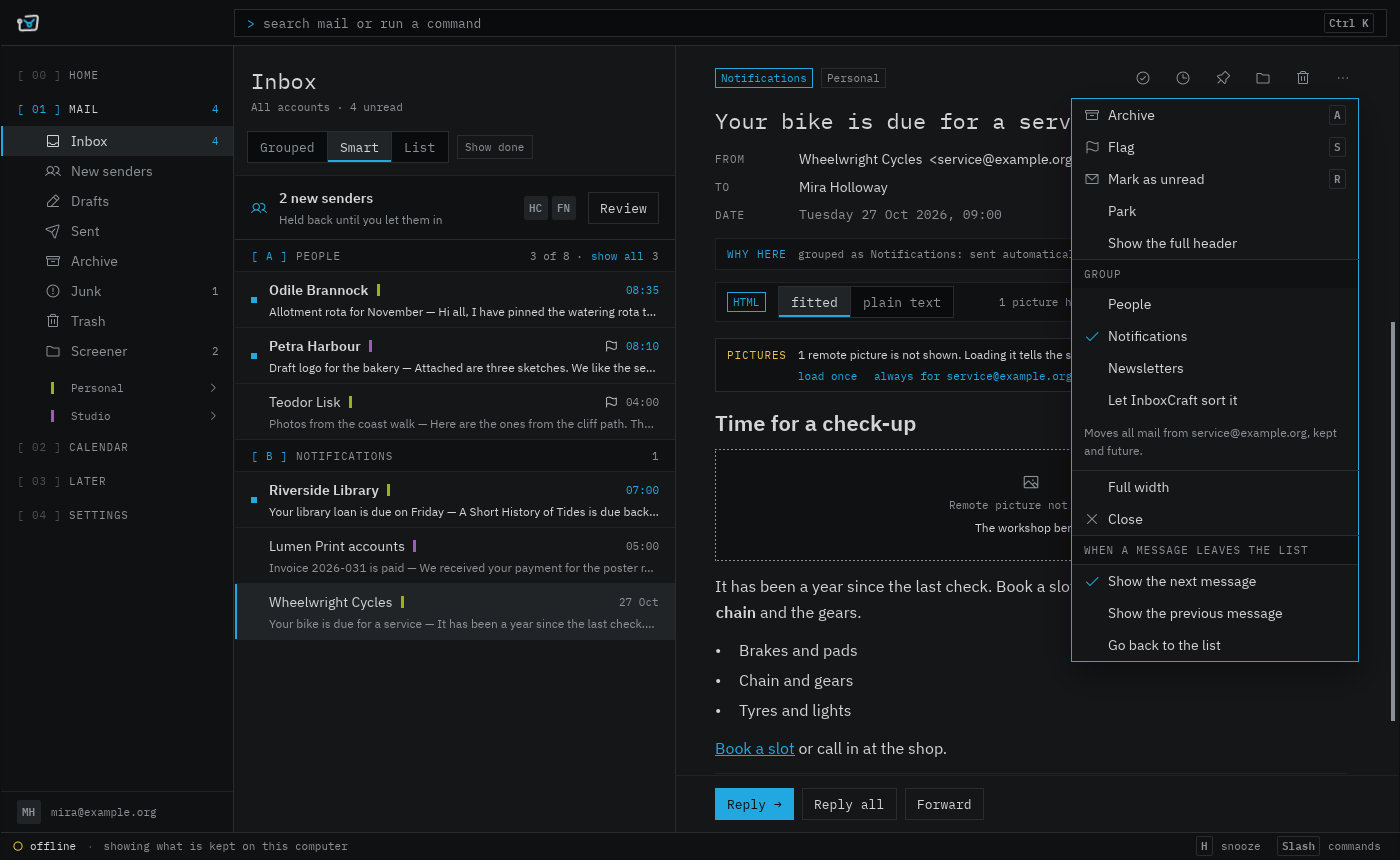 > search mail or run a command
Ctrl K
[ 00 ] HOME
[ 01 ] MAIL 4
Inbox 4
New senders
Drafts
Sent
Archive
Junk 1
Trash
Screener 2
Personal
Studio
[ 02 ] CALENDAR
[ 03 ] LATER
[ 04 ] SETTINGS
MH mira@example.org
Inbox
All accounts · 4 unread
Grouped Smart List Show done
2 new senders
Held back until you let them in
HC FN Review
[ A ] PEOPLE 3 of 8 · show all 3
Odile Brannock 08:35
Allotment rota for November — Hi all, I have pinned the watering rota t…
Petra Harbour 08:10
Draft logo for the bakery — Attached are three sketches. We like the se…
Teodor Lisk 04:00
Photos from the coast walk — Here are the ones from the cliff path. Th…
[ B ] NOTIFICATIONS 1
Riverside Library 07:00
Your library loan is due on Friday — A Short History of Tides is due back…
Lumen Print accounts 05:00
Invoice 2026-031 is paid — We received your payment for the poster r…
Wheelwright Cycles 27 Oct
Your bike is due for a service — It has been a year since the last check.…
Notifications Personal
Your bike is due for a serv
FROM Wheelwright Cycles <service@example.org
TO Mira Holloway
DATE Tuesday 27 Oct 2026, 09:00
WHY HERE grouped as Notifications: sent automatical
HTML fitted plain text 1 picture h
PICTURES 1 remote picture is not shown. Loading it tells the s
load once always for service@example.org
Time for a check-up
Remote picture not
The workshop ben
It has been a year since the last check. Book a slo
chain and the gears.
• Brakes and pads
• Chain and gears
• Tyres and lights
Book a slot or call in at the shop.
Reply → Reply all Forward
Archive A
Flag S
Mark as unread R
Park
Show the full header
GROUP
People
Notifications
Newsletters
Let InboxCraft sort it
Moves all mail from service@example.org, kept
and future.
Full width
Close
WHEN A MESSAGE LEAVES THE LIST
Show the next message
Show the previous message
Go back to the list
offline · showing what is kept on this computer
H snooze Slash commands